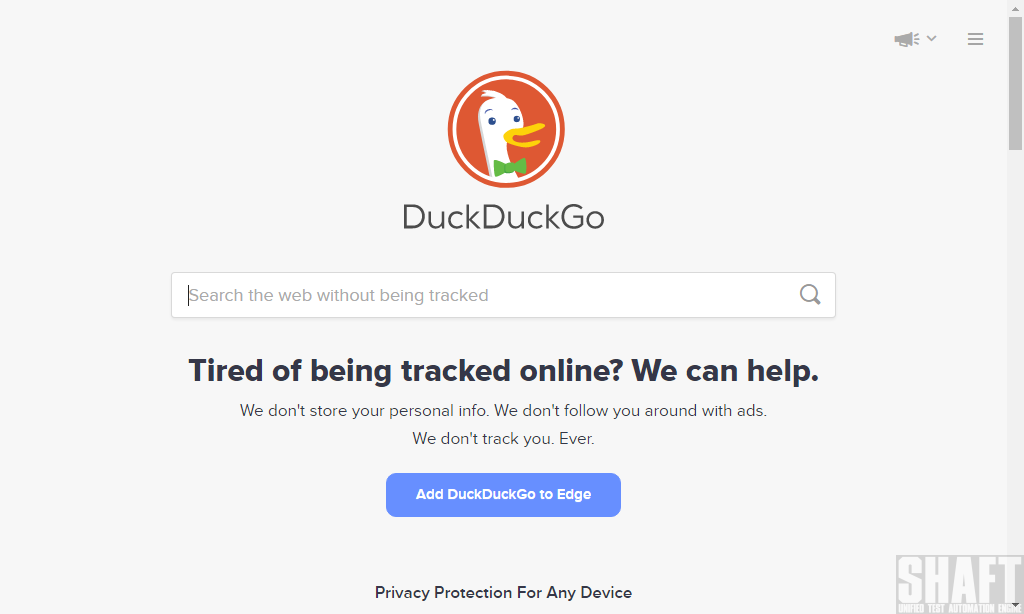 DuckDuckGo
Search the web without being tracked
Tired of being tracked online? We can help.
We don't store your personal info. We don't follow you around with ads.
We don't track you. Ever.
Add DuckDuckGo to Edge
Privacy Protection For Any Device
SHAFT
UNIFIED TEST AUTOMATION